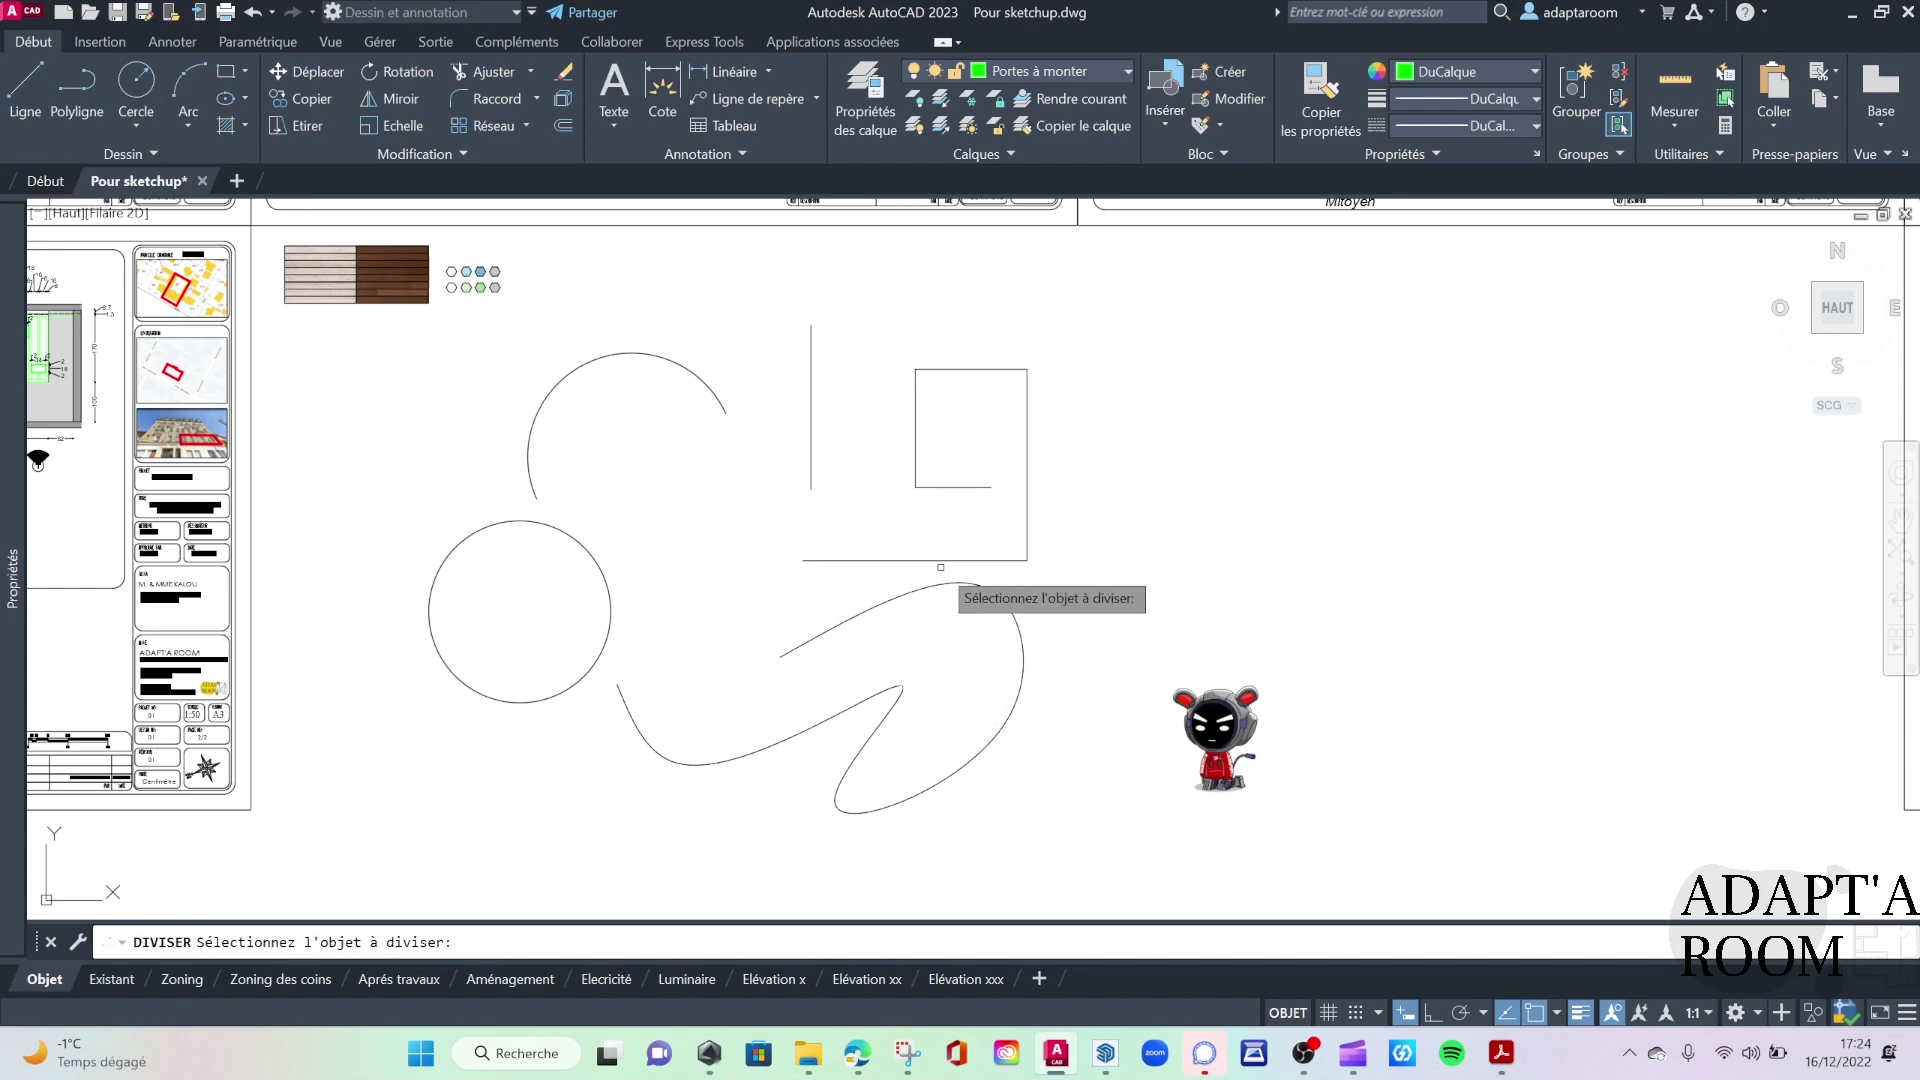 Dessin et annotation
Partager
Autodesk AutoCAD 2023 Pour sketchup.dwg
Entrez mot-clé ou expression
adaptaroom
Début Insertion Annoter Paramétrique Vue Gérer Sortie Compléments Collaborer Express Tools Applications associées
Ligne
Polyligne
Cercle
Arc
Dessin
Déplacer
Rotation
Ajuster
Copier
Miroir
Raccord
Etirer
Echelle
Réseau
Modification
Texte
Cote
Linéaire
Ligne de repère
Tableau
Annotation
Propriétés
des calque
Portes à monter
Rendre courant
Copier le calque
Calques
Insérer
Créer
Modifier
Bloc
Copier
les propriétés
DuCalque
DuCalqu
DuCal...
Propriétés
Grouper
Groupes
Mesurer
Utilitaires
Coller
Presse-papiers
Base
Vue
Début
Pour sketchup*
[−][Haut][Filaire 2D]
Mitoyen
N
O
HAUT
E
S
SCG
Propriétés
M. & MME KALOU
ADAPT'A ROOM
1:50
A3
2/2
Centimètre
Sélectionnez l'objet à diviser:
Y
X
ADAPT'A
ROOM
DIVISER Sélectionnez l'objet à diviser:
Objet Existant Zoning Zoning des coins Aprés travaux Aménagement Elecricité Luminaire Elévation x Elévation xx Elévation xxx
OBJET
1:1
-1°C
Temps dégagé
Recherche
zoom
17:24
16/12/2022